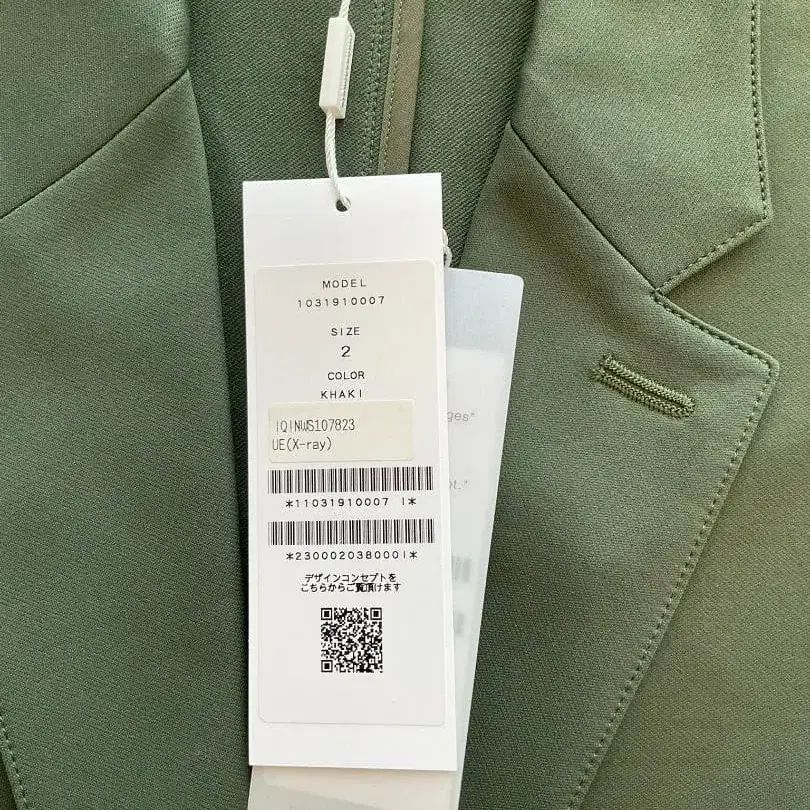 MODEL
1031910007
SIZE
2
COLOR
KHAKI
IQINWS107823
UE(X-ray)
*11031910007 I*
*230002038000I*
デザインコンセプトを
こちらからご覧頂けます
ges"